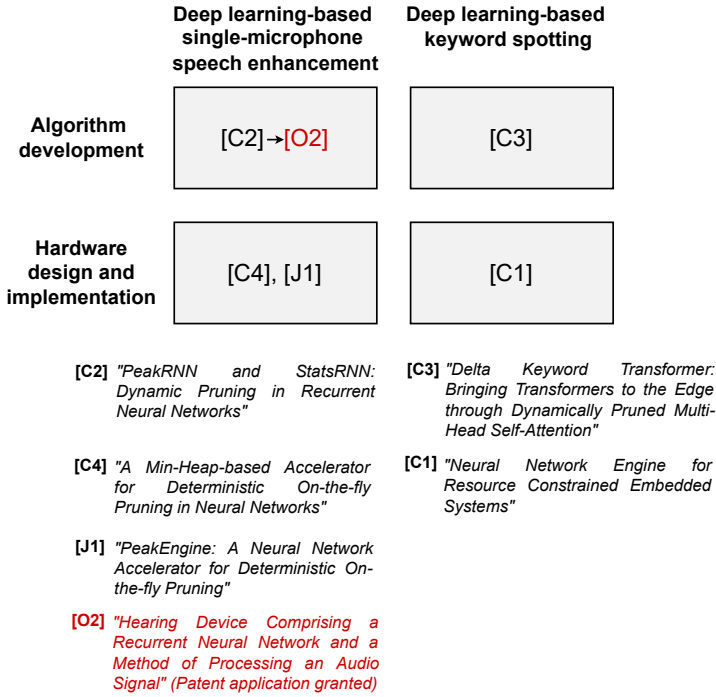 Deep learning-based
single-microphone
speech enhancement
Deep learning-based
keyword spotting
Algorithm
development
[C2]→[O2]
[C3]
Hardware
design and
implementation
[C4], [J1]
[C1]
[C2] "PeakRNN and StatsRNN:
Dynamic Pruning in Recurrent
Neural Networks"
[C4] "A Min-Heap-based Accelerator
for Deterministic On-the-fly
Pruning in Neural Networks"
[J1] "PeakEngine: A Neural Network
Accelerator for Deterministic On-
the-fly Pruning"
[O2] "Hearing Device Comprising a
Recurrent Neural Network and a
Method of Processing an Audio
Signal" (Patent application granted)
[C3] "Delta Keyword Transformer:
Bringing Transformers to the Edge
through Dynamically Pruned Multi-
Head Self-Attention"
[C1] "Neural Network Engine for
Resource Constrained Embedded
Systems"